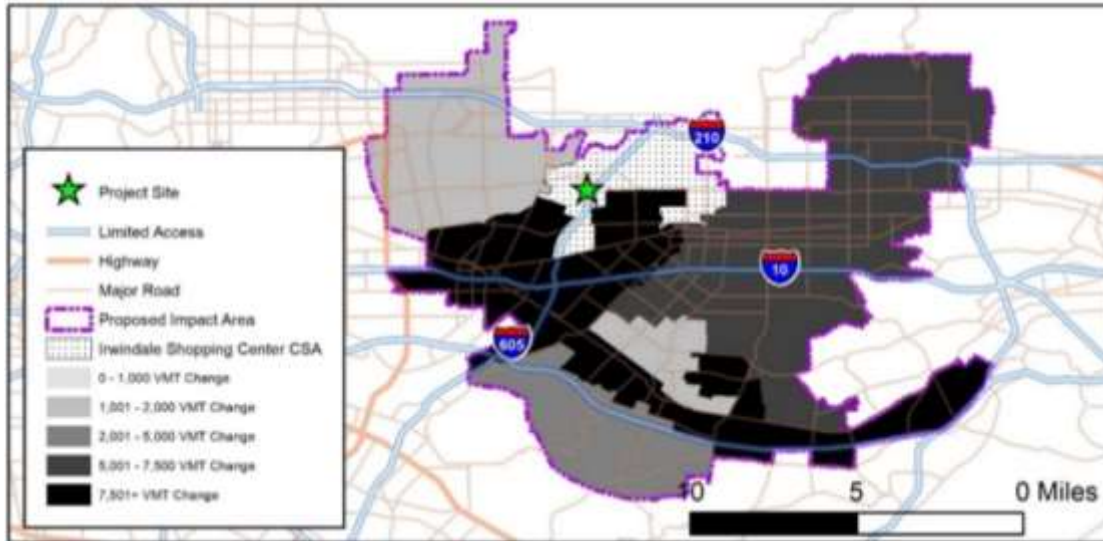 210
Project Site
Limited Access
Highway
Major Road
Proposed Impact Area
Irwindale Shopping Center CSA
0 - 1,000 VMT Change
1,001 - 2,000 VMT Change
2,001 - 5,000 VMT Change
5,001 - 7,500 VMT Change
7,501+ VMT Change
10
605
10 5 0 Miles